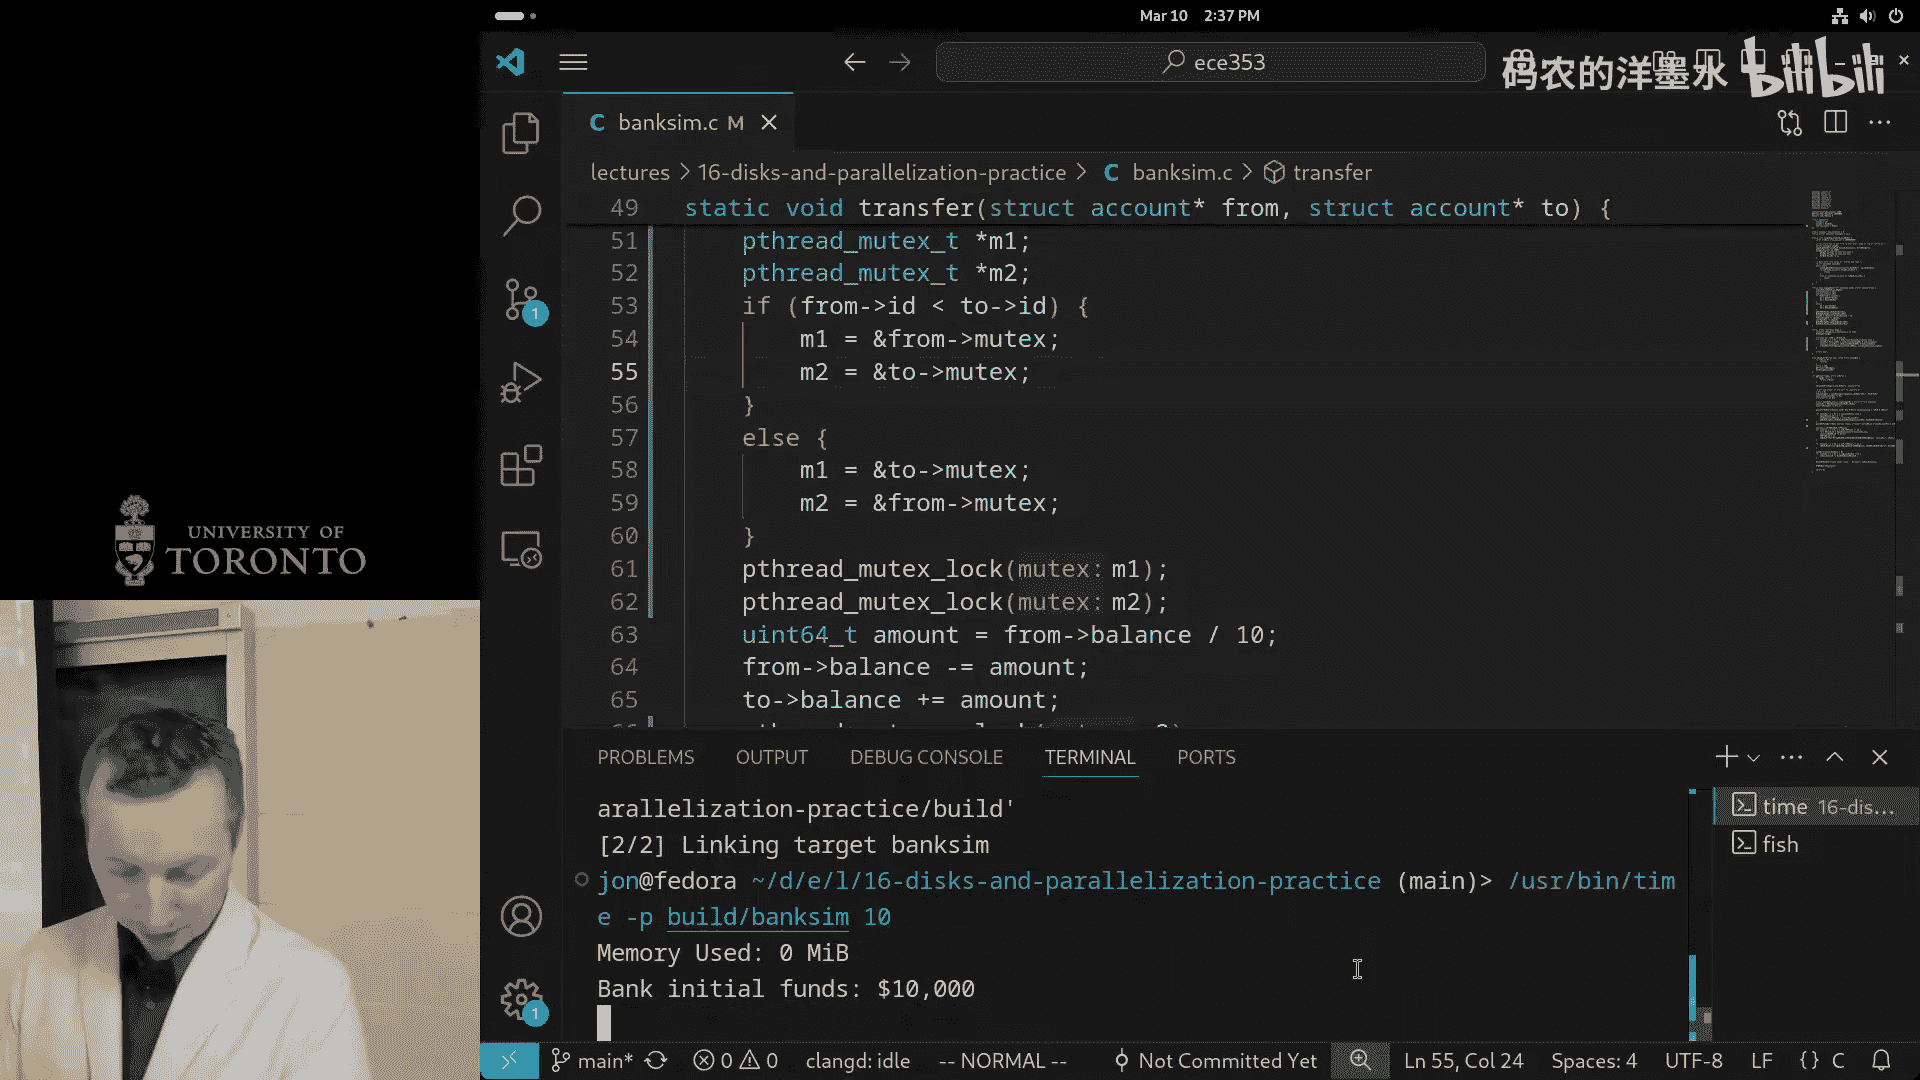 Mar 10 2:37 PM
ece353
码农的洋墨水 bilibili
banksim.c M
lectures > 16-disks-and-parallelization-practice > C banksim.c > transfer
49 static void transfer(struct account* from, struct account* to) {
51 pthread_mutex_t *m1;
52 pthread_mutex_t *m2;
53 if (from->id < to->id) {
54 m1 = &from->mutex;
55 m2 = &to->mutex;
56 }
57 else {
58 m1 = &to->mutex;
59 m2 = &from->mutex;
60 }
61 pthread_mutex_lock(mutex: m1);
62 pthread_mutex_lock(mutex: m2);
63 uint64_t amount = from->balance / 10;
64 from->balance -= amount;
65 to->balance += amount;
UNIVERSITY OF
TORONTO
1
PROBLEMS OUTPUT DEBUG CONSOLE TERMINAL PORTS
arallelization-practice/build'
[2/2] Linking target banksim
jon@fedora ~/d/e/l/16-disks-and-parallelization-practice (main)> /usr/bin/tim
e -p build/banksim 10
Memory Used: 0 MiB
Bank initial funds: $10,000
time 16-dis...
fish
1
main* 0 0 clangd: idle -- NORMAL -- Not Committed Yet Ln 55, Col 24 Spaces: 4 UTF-8 LF {} C